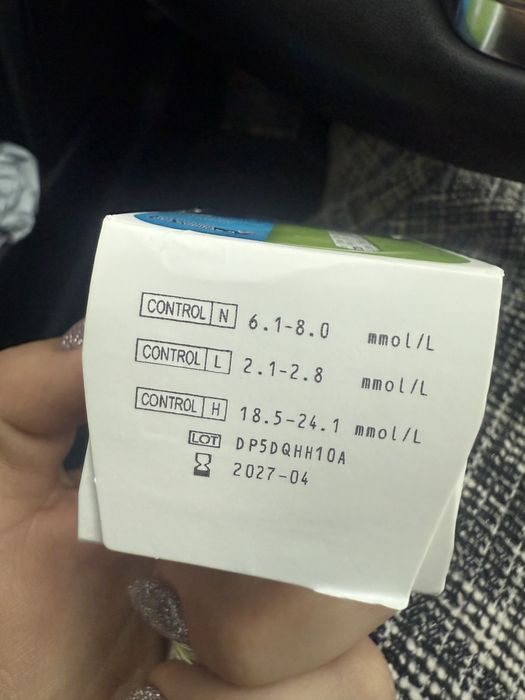 CONTROL N 6.1-8.0 mmol/L
CONTROL L 2.1-2.8 mmol/L
CONTROL H 18.5-24.1 mmol/L
LOT DP5DQHH10A
2027-04